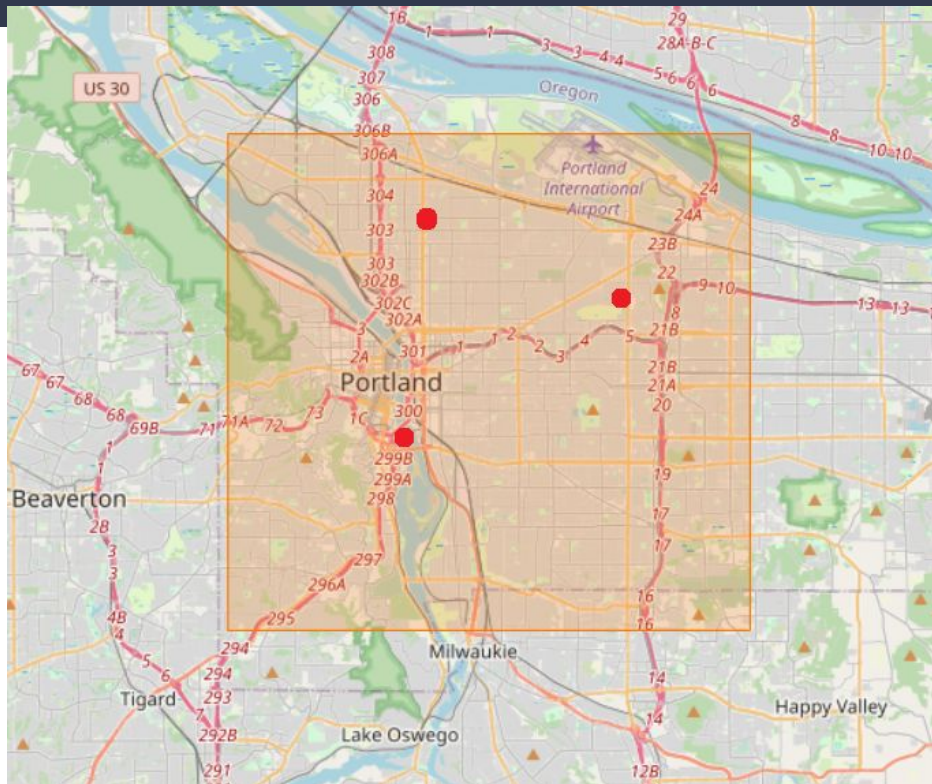 1B
1
1
3
3
4
4
5
6
6
6
29
28A-B-C
308
307
306
306B
306A
US 30
Oregon
8
8
10
10
Portland
International
Airport
304
303
303
302B
302C
302A
3
2A
301
24
24A
23B
22
9
10
8
13
13
21B
21B
21A
20
1
1
2
2
3
4
5
Portland
300
1C
73
72
71A
71
69B
68
68
67
67
299B
299A
298
297
296A
295
294
294
293
292B
291
Beaverton
1
1
2B
3
3
4B
4
5
6
7
Tigard
19
17
17
16
16
14
14
12B
Milwaukie
Lake Oswego
Happy Valley